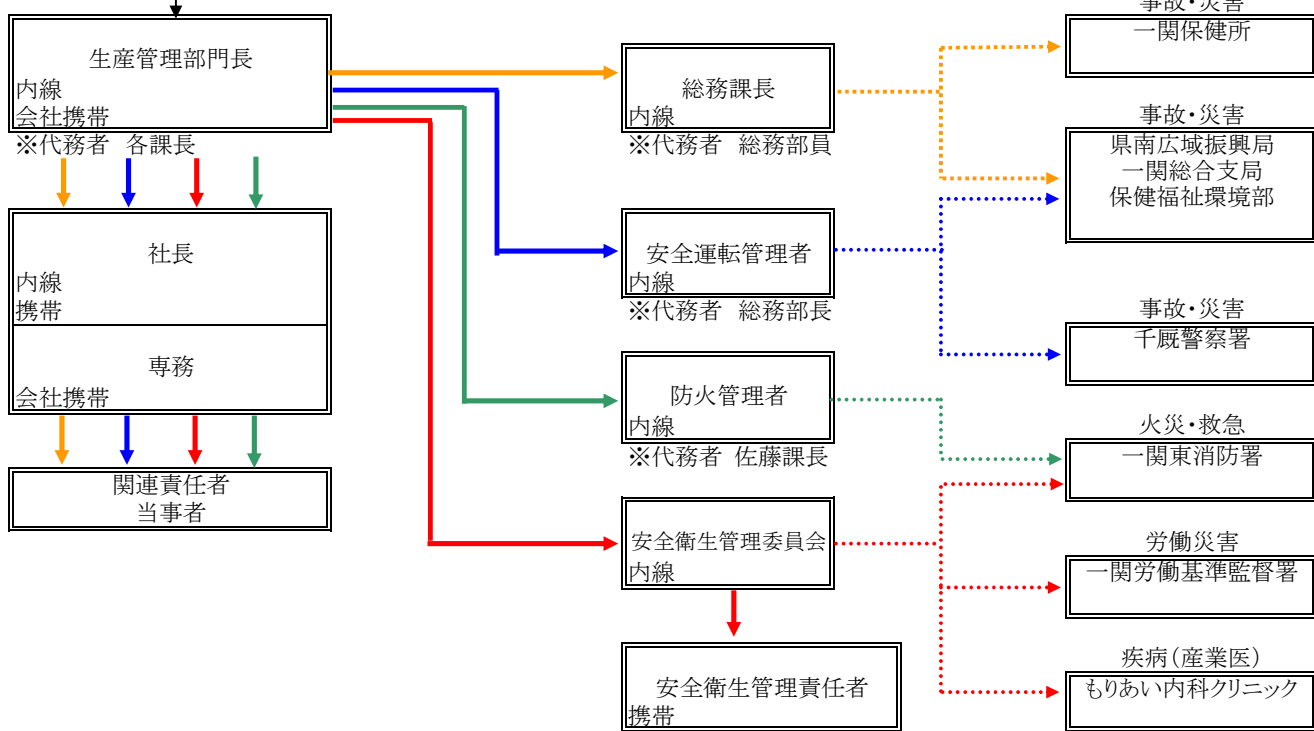 生産管理部門長
内線
会社携帯
※代務者 各課長
社長
内線
携帯
専務
会社携帯
関連責任者
当事者
総務課長
内線
※代務者 総務部員
安全運転管理者
内線
※代務者 総務部長
防火管理者
内線
※代務者 佐藤課長
安全衛生管理委員会
内線
安全衛生管理責任者
携帯
事故・災害
一関保健所
事故・災害
県南広域振興局
一関総合支局
保健福祉環境部
事故・災害
千厩警察署
火災・救急
一関東消防署
労働災害
一関労働基準監督署
疾病(産業医)
もりあい内科クリニック